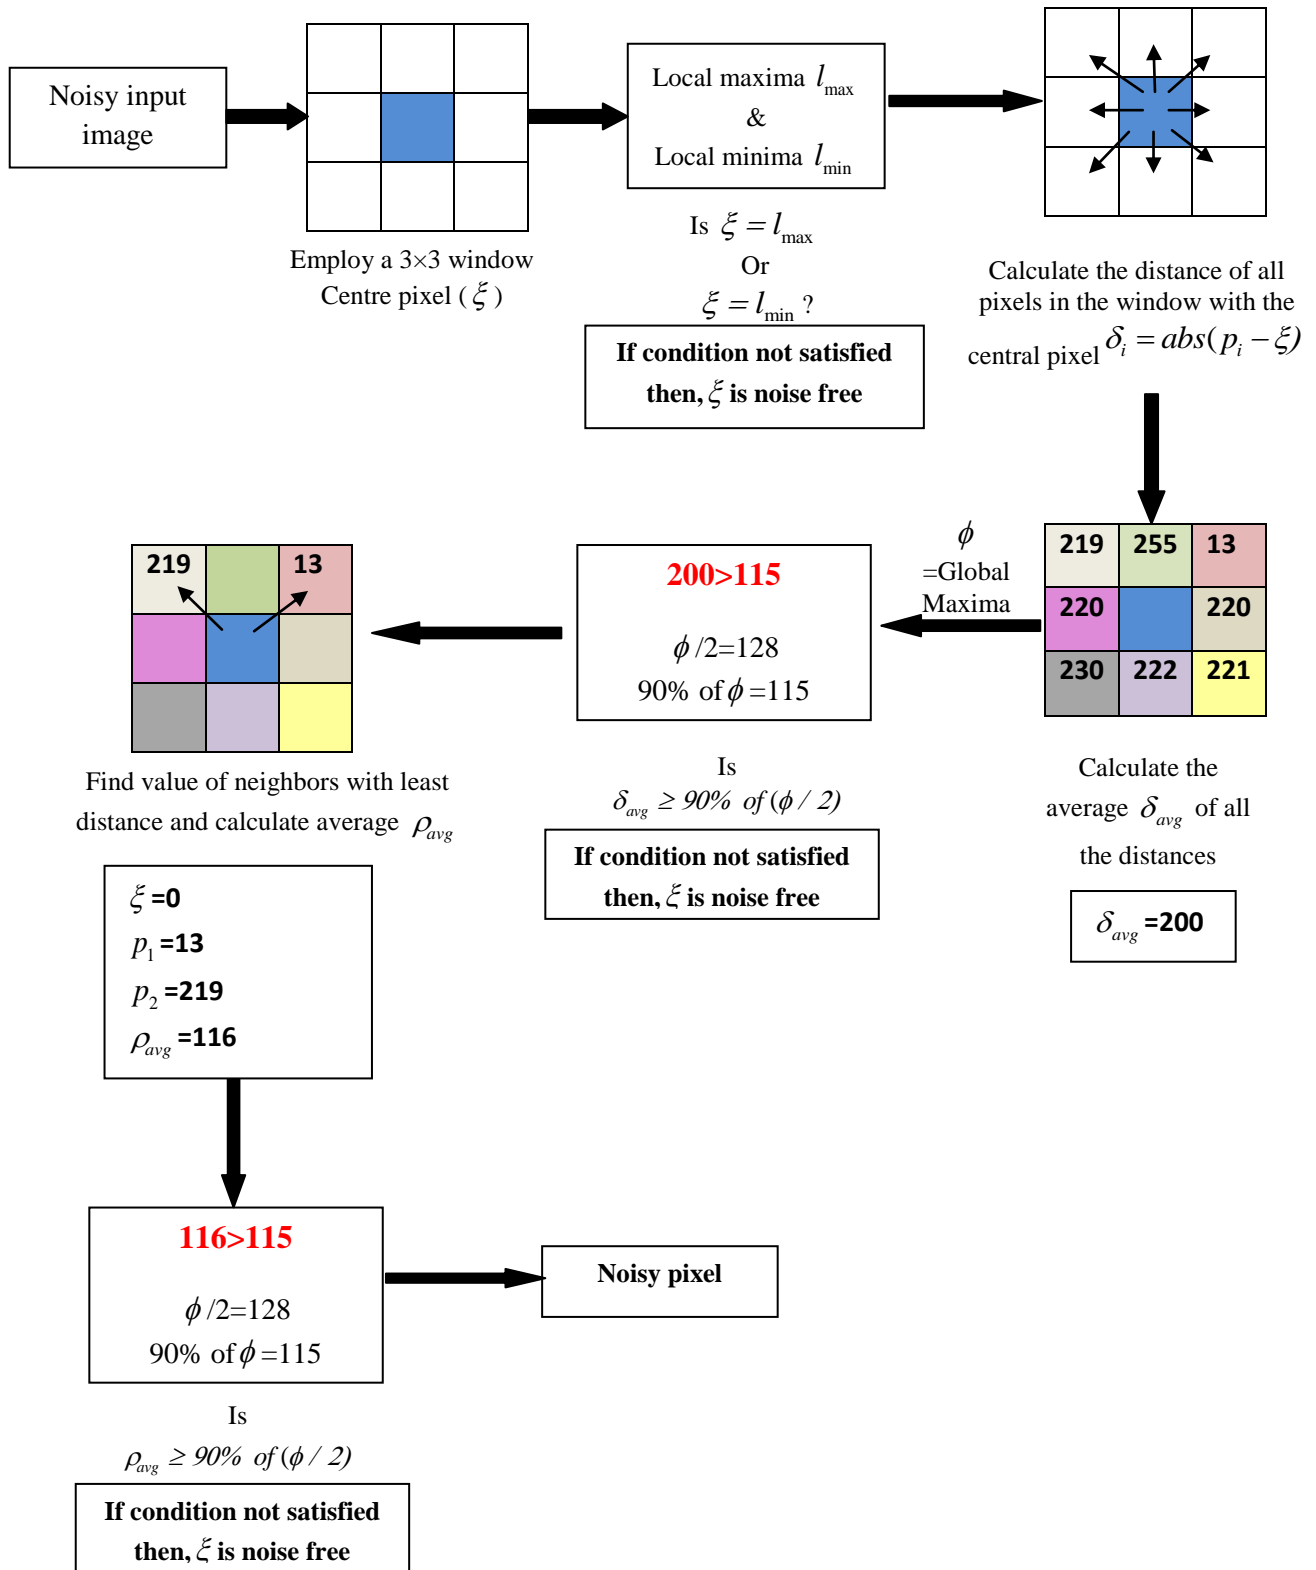 Noisy input
image
Employ a 3×3 window
Centre pixel ( ξ )
Local maxima l_max
&
Local minima l_min
Is ξ = l_max
Or
ξ = l_min ?
If condition not satisfied
then, ξ is noise free
Calculate the distance of all
pixels in the window with the
central pixel δ_i = abs(p_i − ξ)
219 255 13
220 220
230 222 221
Calculate the
average δ_avg of all
the distances
δ_avg =200
ϕ
=Global
Maxima
200>115
ϕ /2=128
90% of ϕ =115
Is
δ_avg ≥ 90% of (ϕ / 2)
If condition not satisfied
then, ξ is noise free
219 13
Find value of neighbors with least
distance and calculate average ρ_avg
ξ =0
p_1 =13
p_2 =219
ρ_avg =116
116>115
ϕ /2=128
90% of ϕ =115
Is
ρ_avg ≥ 90% of (ϕ / 2)
If condition not satisfied
then, ξ is noise free
Noisy pixel